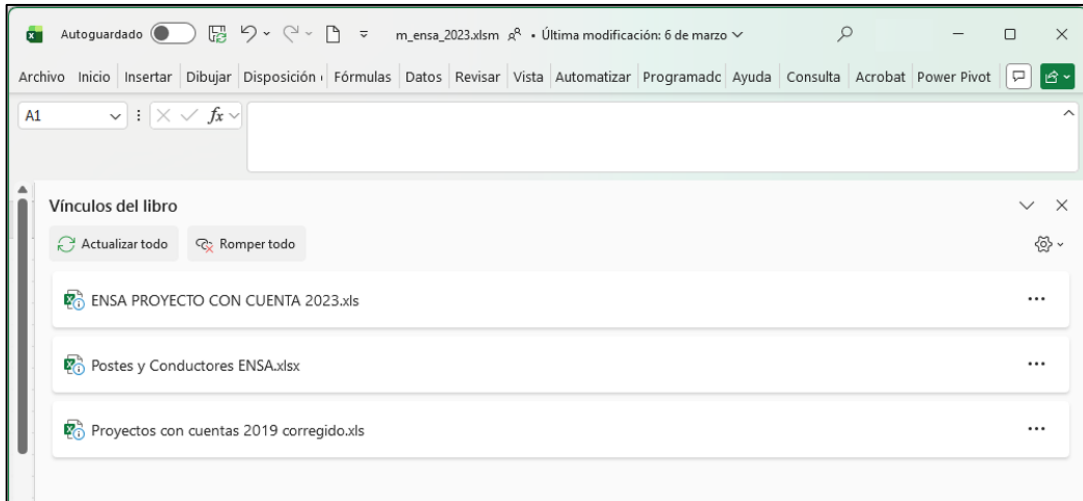 Autoguardado m_ensa_2023.xlsm • Última modificación: 6 de marzo
Archivo Inicio Insertar Dibujar Disposición Fórmulas Datos Revisar Vista Automatizar Programadc Ayuda Consulta Acrobat Power Pivot
A1 fx
Vínculos del libro
Actualizar todo Romper todo
ENSA PROYECTO CON CUENTA 2023.xls
Postes y Conductores ENSA.xlsx
Proyectos con cuentas 2019 corregido.xls